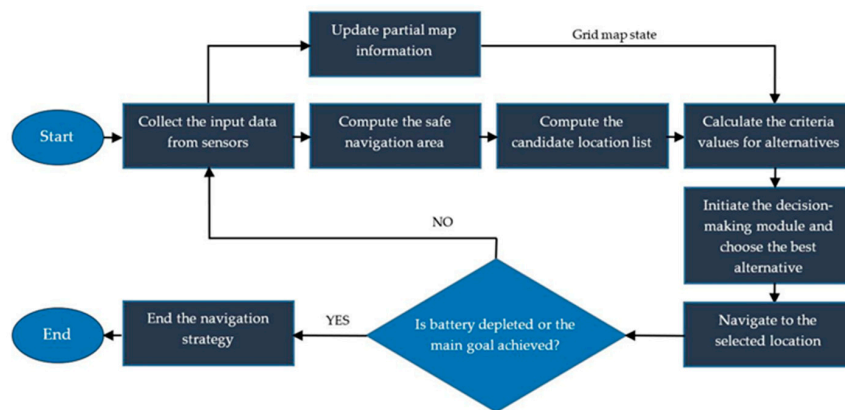 Update partial map
information
Grid map state
Start
Collect the input data
from sensors
Compute the safe
navigation area
Compute the
candidate location list
Calculate the criteria
values for alternatives
Initiate the decision-
making module and
choose the best
alternative
NO
End
End the navigation
strategy
YES
Is battery depleted or the
main goal achieved?
Navigate to the
selected location